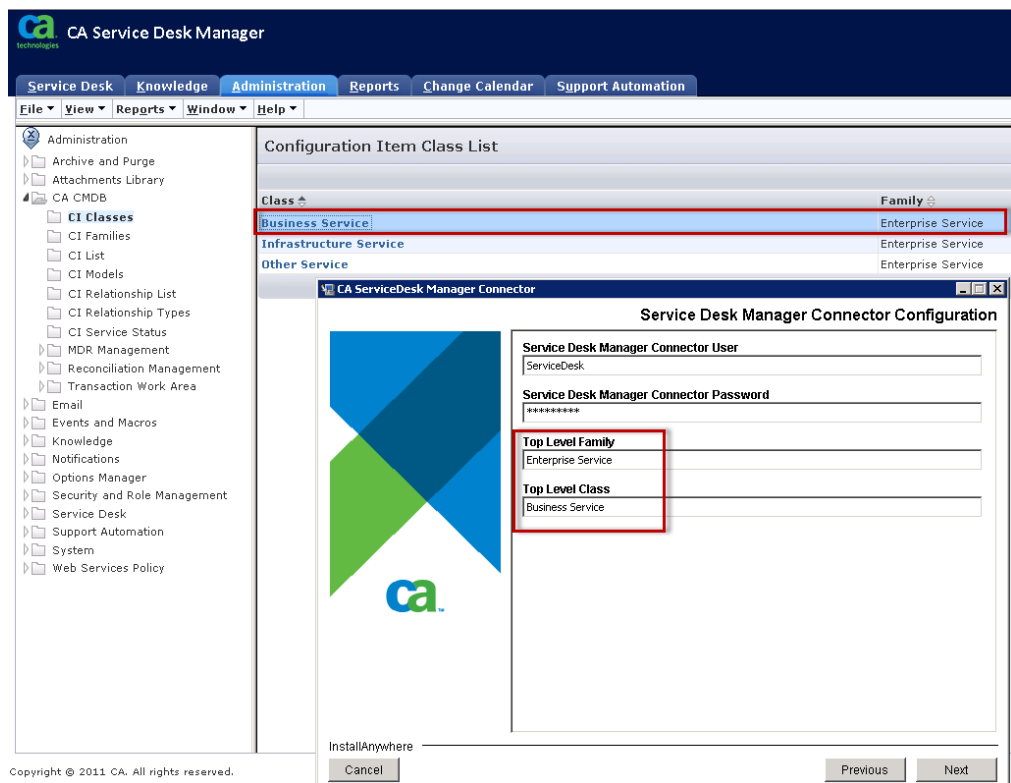 ca
technologies
CA Service Desk Manager
Service Desk Knowledge Administration Reports Change Calendar Support Automation
File View Reports Window Help
Administration
Archive and Purge
Attachments Library
CA CMDB
CI Classes
CI Families
CI List
CI Models
CI Relationship List
CI Relationship Types
CI Service Status
MDR Management
Reconciliation Management
Transaction Work Area
Email
Events and Macros
Knowledge
Notifications
Options Manager
Security and Role Management
Service Desk
Support Automation
System
Web Services Policy
Configuration Item Class List
Class Family
Business Service Enterprise Service
Infrastructure Service Enterprise Service
Other Service Enterprise Service
CA ServiceDesk Manager Connector
Service Desk Manager Connector Configuration
Service Desk Manager Connector User
ServiceDesk
Service Desk Manager Connector Password
*********
Top Level Family
Enterprise Service
Top Level Class
Business Service
ca
InstallAnywhere
Cancel Previous Next
Copyright © 2011 CA. All rights reserved.